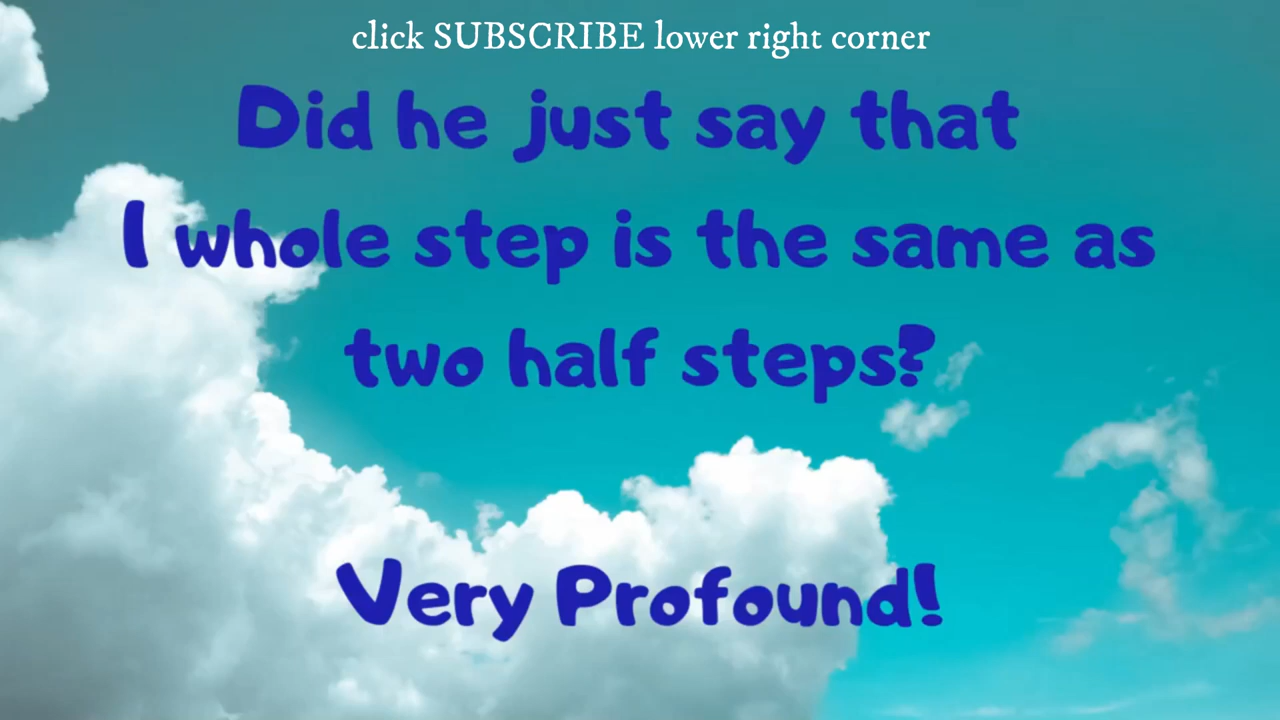 click SUBSCRIBE lower right corner
Did he just say that
1 whole step is the same as
two half steps?
Very Profound!